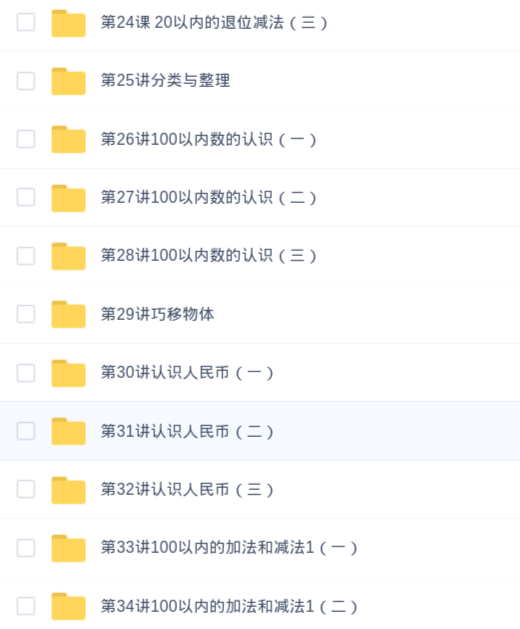 第24课 20以内的退位减法（三）
第25讲分类与整理
第26讲100以内数的认识（一）
第27讲100以内数的认识（二）
第28讲100以内数的认识（三）
第29讲巧移物体
第30讲认识人民币（一）
第31讲认识人民币（二）
第32讲认识人民币（三）
第33讲100以内的加法和减法1（一）
第34讲100以内的加法和减法1（二）